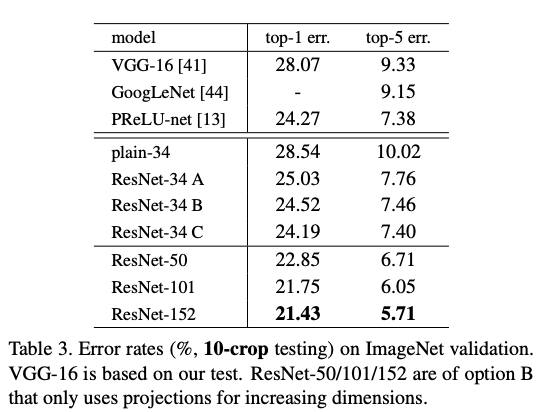 model top-1 err. top-5 err.
VGG-16 [41] 28.07 9.33
GoogLeNet [44] - 9.15
PReLU-net [13] 24.27 7.38
plain-34 28.54 10.02
ResNet-34 A 25.03 7.76
ResNet-34 B 24.52 7.46
ResNet-34 C 24.19 7.40
ResNet-50 22.85 6.71
ResNet-101 21.75 6.05
ResNet-152 21.43 5.71
Table 3. Error rates (%, 10-crop testing) on ImageNet validation.
VGG-16 is based on our test. ResNet-50/101/152 are of option B
that only uses projections for increasing dimensions.